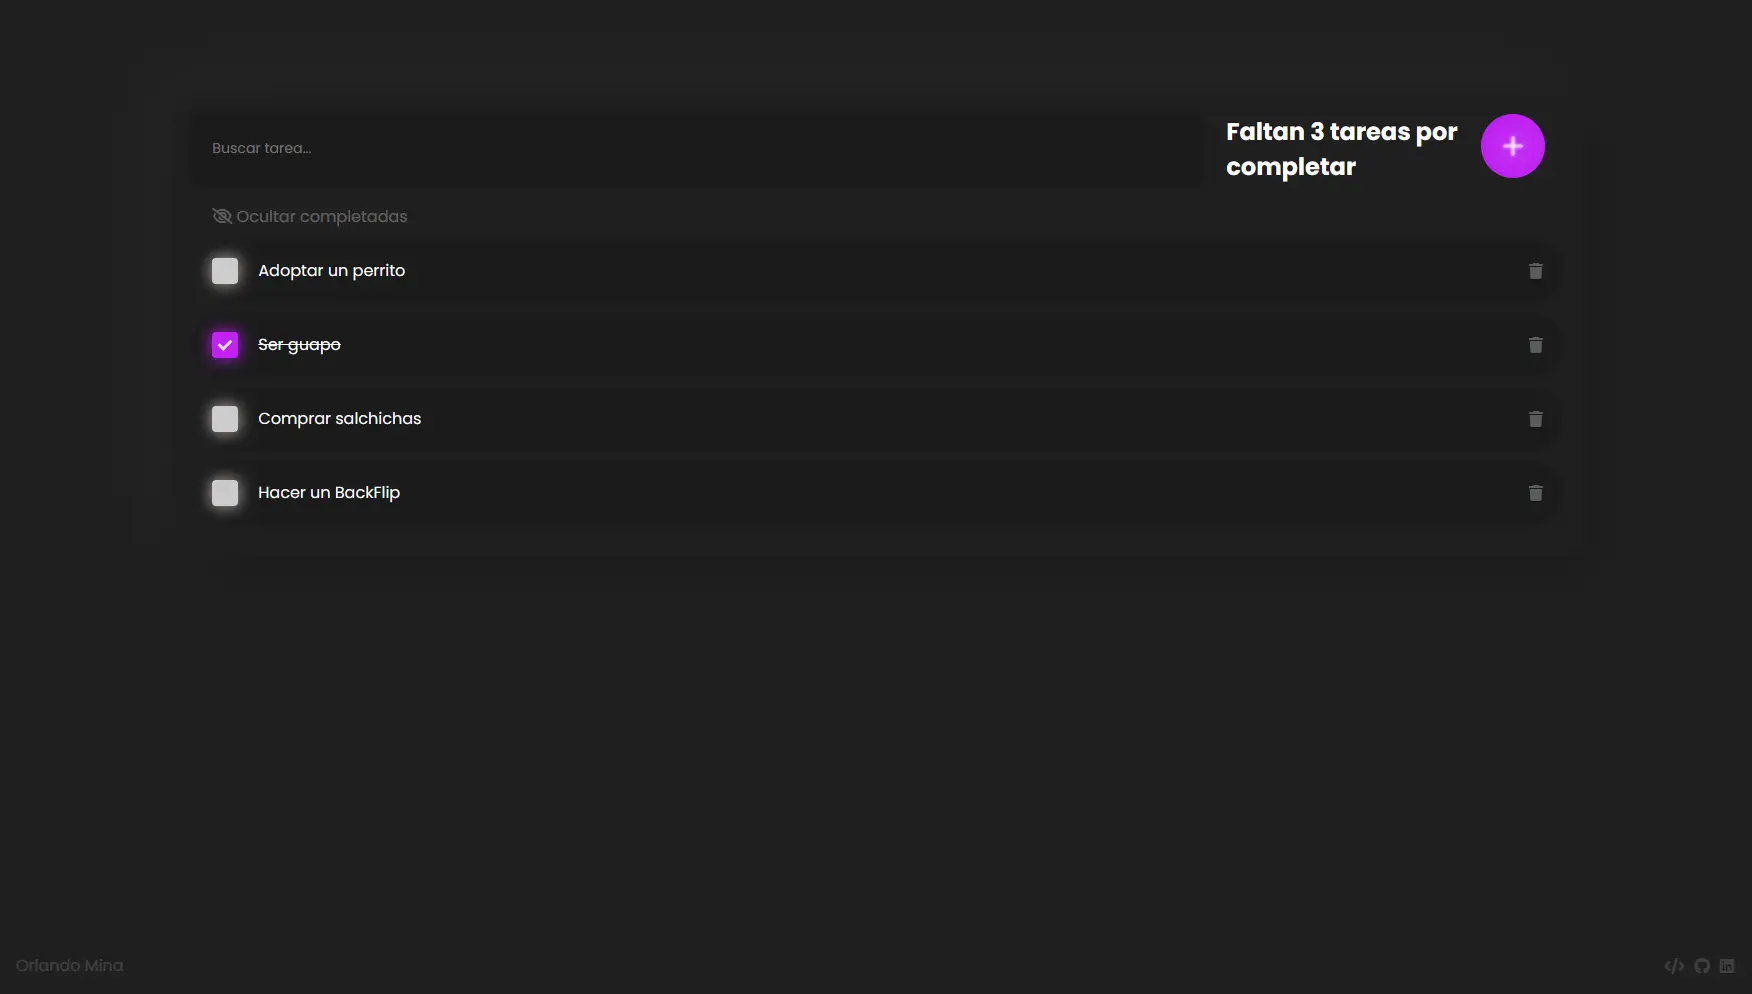 Buscar tarea...
Faltan 3 tareas por
completar
Ocultar completadas
Adoptar un perrito
Ser guapo
Comprar salchichas
Hacer un BackFlip
Orlando Mina